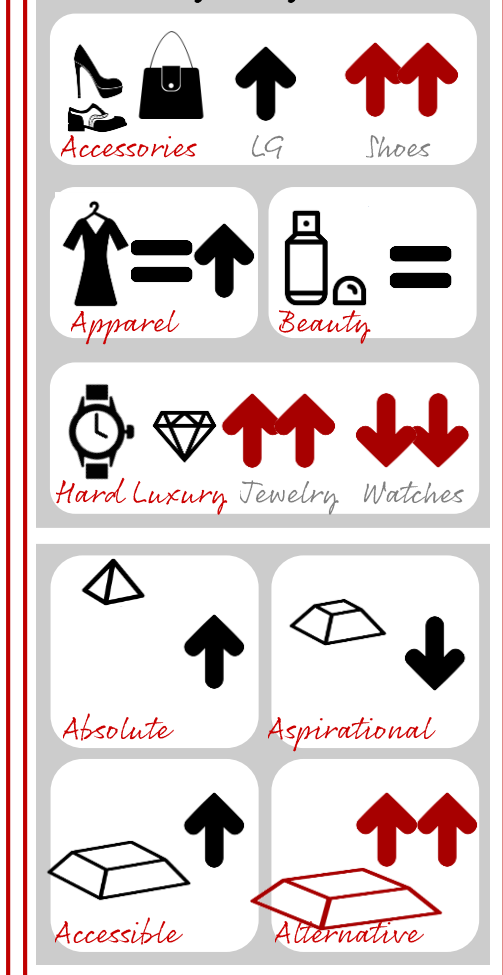 Accessories LG Shoes
Apparel
Beauty
Hard Luxury Jewelry Watches
Absolute
Aspirational
Accessible
Alternative